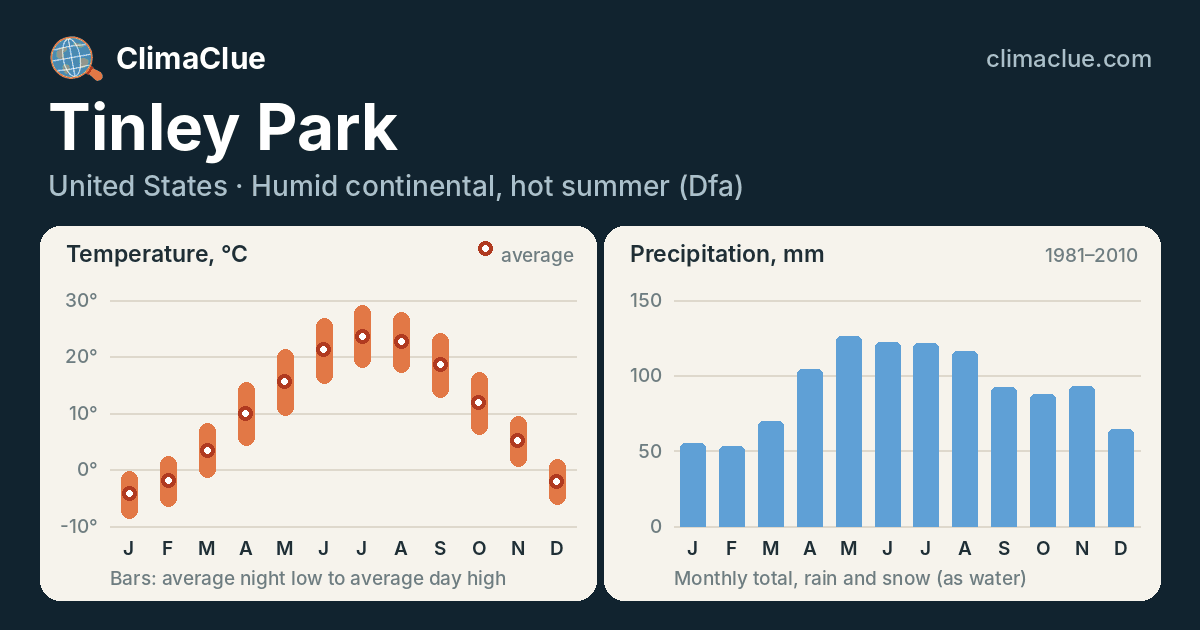 ClimaClue
climaclue.com
Tinley Park
United States · Humid continental, hot summer (Dfa)
Temperature, °C
average
30°
20°
10°
0°
-10°
J F M A M J J A S O N D
Bars: average night low to average day high
Precipitation, mm
1981–2010
150
100
50
0
J F M A M J J A S O N D
Monthly total, rain and snow (as water)